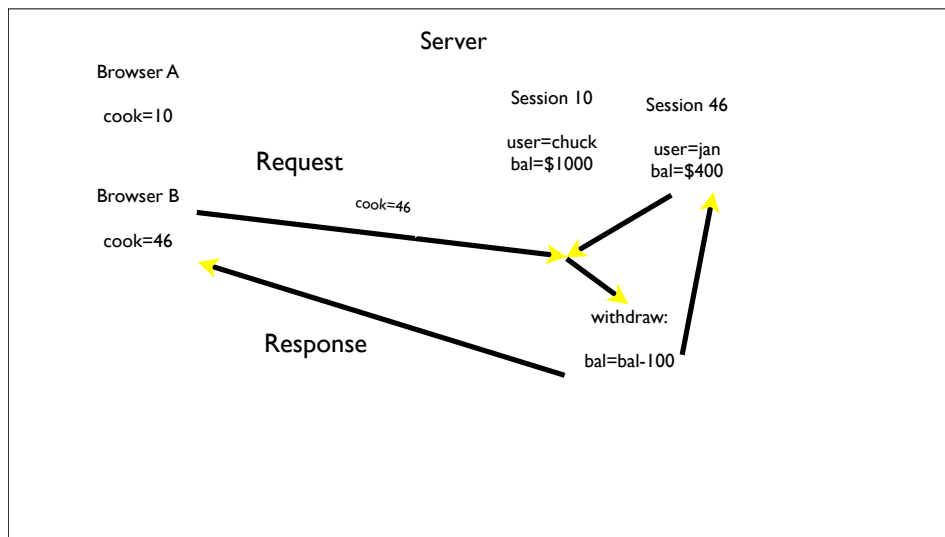 Server
Browser A
cook=10
Session 10
user=chuck
bal=$1000
Session 46
user=jan
bal=$400
Request
cook=46
Browser B
cook=46
withdraw:
bal=bal-100
Response